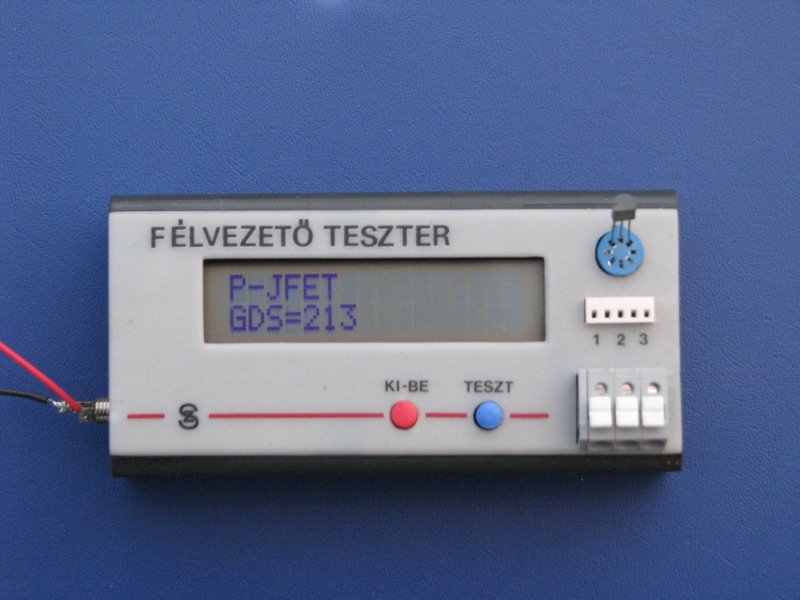 FÉLVEZETŐ TESZTER
P-JFET
GDS=213
1 2 3
KI-BE TESZT